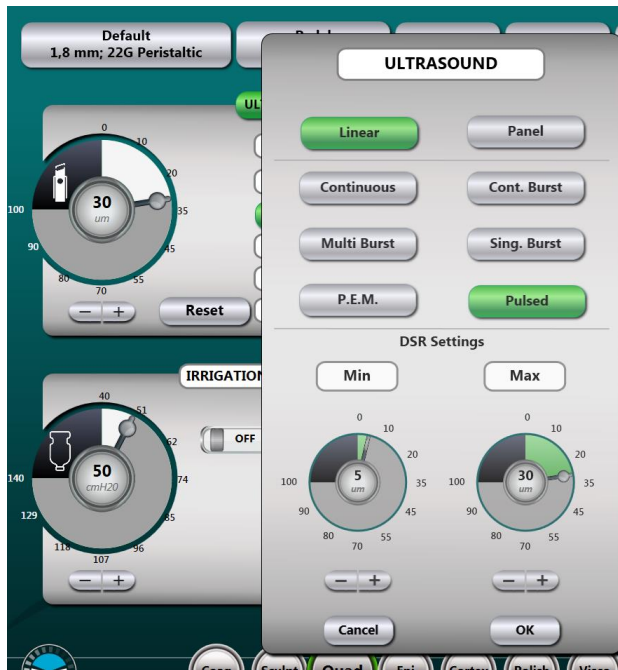 Default
1,8 mm; 22G Peristaltic
ULTRASOUND
Linear
Panel
Continuous
Cont. Burst
Multi Burst
Sing. Burst
P.E.M.
Pulsed
DSR Settings
Min
Max
0
10
20
35
45
55
70
80
90
100
5
um
0
10
20
35
45
55
70
80
90
100
30
um
Cancel
OK
UL
0
10
20
35
45
55
70
80
90
100
30
um
Reset
IRRIGATION
40
51
62
74
85
96
107
118
129
140
50
cmH20
OFF
Quad